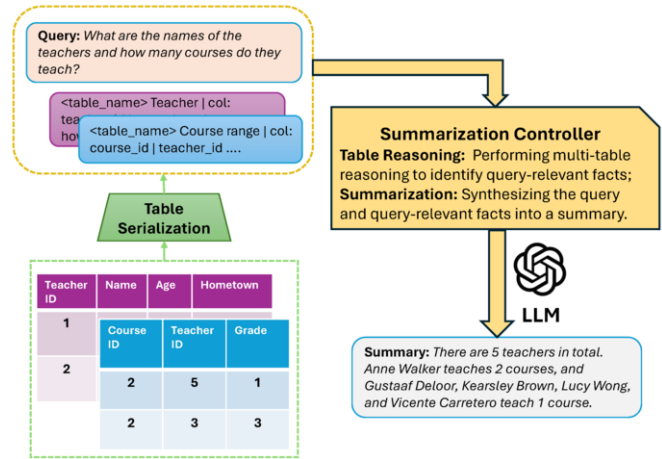 Query: What are the names of the
teachers and how many courses do they
teach?
<table_name> Teacher | col:
<table_name> Course range | col:
course_id | teacher_id ....
Table
Serialization
Teacher
ID
Name
Age
Hometown
1
2
Course
ID
Teacher
ID
Grade
2
5
1
2
3
3
Summarization Controller
Table Reasoning: Performing multi-table
reasoning to identify query-relevant facts;
Summarization: Synthesizing the query
and query-relevant facts into a summary.
LLM
Summary: There are 5 teachers in total.
Anne Walker teaches 2 courses, and
Gustaaf Deloor, Kearsley Brown, Lucy Wong,
and Vicente Carretero teach 1 course.